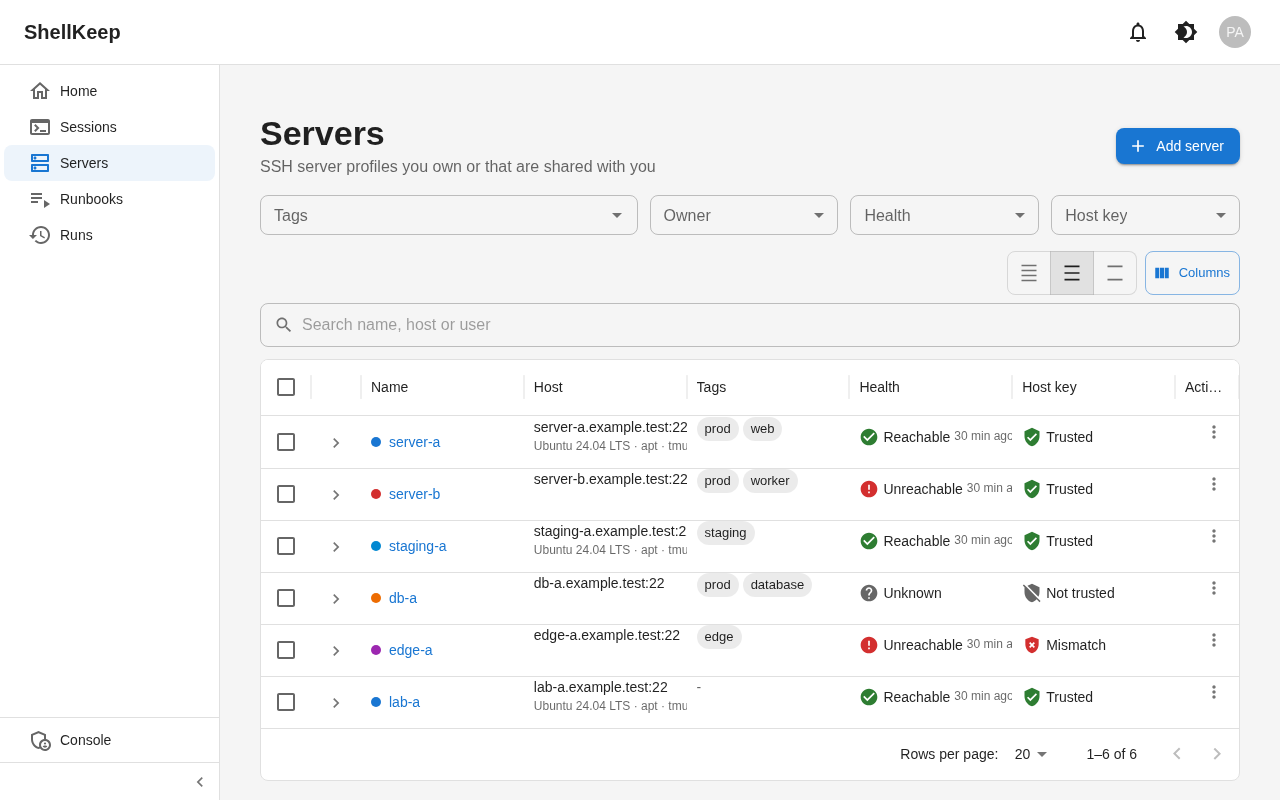 ShellKeep
PA
Home
Sessions
Servers
Runbooks
Runs
Console
Servers
SSH server profiles you own or that are shared with you
Add server
Tags
Owner
Health
Host key
Columns
Search name, host or user
Name Host Tags Health Host key Acti…
server-a server-a.example.test:22 prod web Reachable 30 min ago Trusted
Ubuntu 24.04 LTS · apt · tmu
server-b server-b.example.test:22 prod worker Unreachable 30 min a Trusted
staging-a staging-a.example.test:2 staging Reachable 30 min ago Trusted
Ubuntu 24.04 LTS · apt · tmu
db-a db-a.example.test:22 prod database Unknown Not trusted
edge-a edge-a.example.test:22 edge Unreachable 30 min a Mismatch
lab-a lab-a.example.test:22 - Reachable 30 min ago Trusted
Ubuntu 24.04 LTS · apt · tmu
Rows per page: 20 1–6 of 6